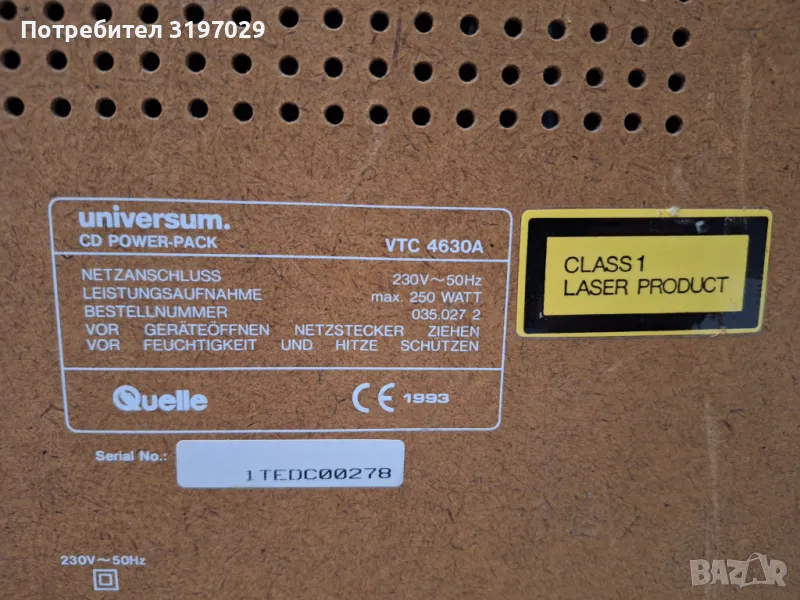 Потребител 3197029
universum.
CD POWER-PACK VTC 4630A
NETZANSCHLUSS 230V~50Hz
LEISTUNGSAUFNAHME max. 250 WATT
BESTELLNUMMER 035.027 2
VOR GERÄTEÖFFNEN NETZSTECKER ZIEHEN
VOR FEUCHTIGKEIT UND HITZE SCHÜTZEN
Quelle CE 1993
CLASS 1
LASER PRODUCT
Serial No.: 1TEDC00278
230V~50Hz
BAZAR